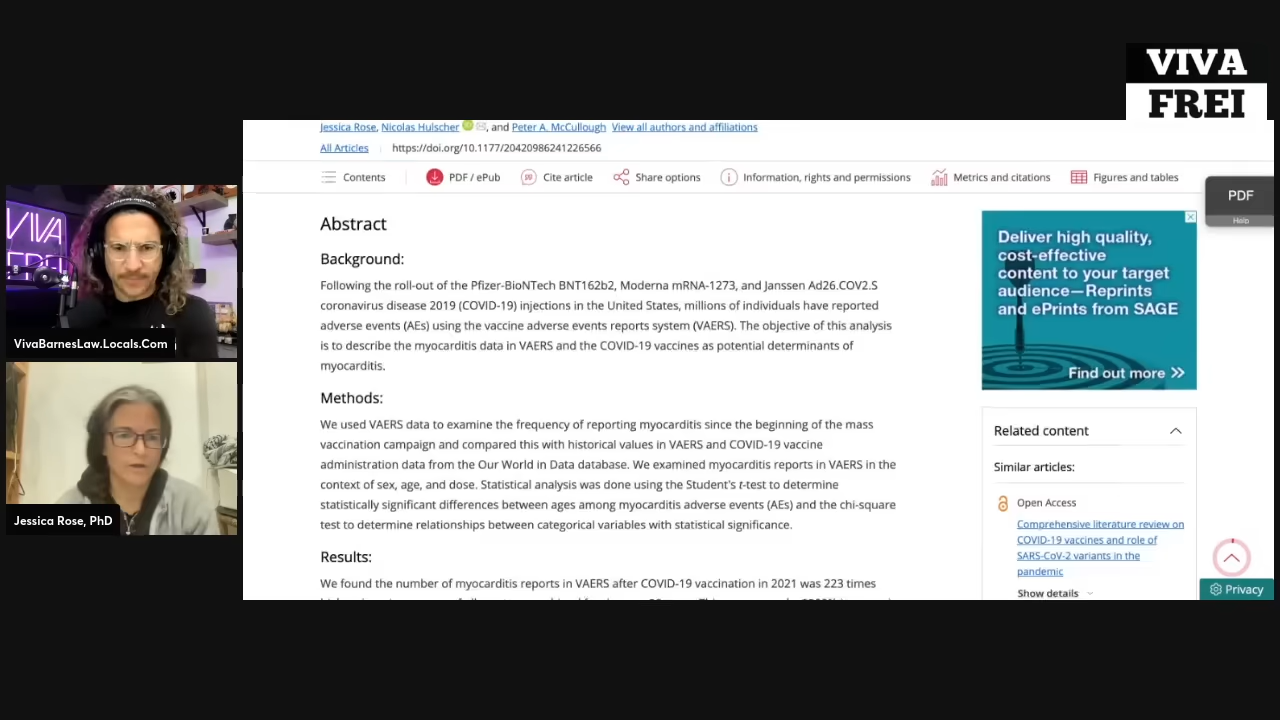 VIVA
FREI
Jessica Rose, Nicolas Hulscher , and Peter A. McCullough View all authors and affiliations
All Articles https://doi.org/10.1177/20420986241226566
Contents PDF / ePub Cite article Share options Information, rights and permissions Metrics and citations Figures and tables
PDF
Help
Abstract
Background:
Following the roll-out of the Pfizer-BioNTech BNT162b2, Moderna mRNA-1273, and Janssen Ad26.COV2.S
coronavirus disease 2019 (COVID-19) injections in the United States, millions of individuals have reported
adverse events (AEs) using the vaccine adverse events reports system (VAERS). The objective of this analysis
is to describe the myocarditis data in VAERS and the COVID-19 vaccines as potential determinants of
myocarditis.
Methods:
We used VAERS data to examine the frequency of reporting myocarditis since the beginning of the mass
vaccination campaign and compared this with historical values in VAERS and COVID-19 vaccine
administration data from the Our World in Data database. We examined myocarditis reports in VAERS in the
context of sex, age, and dose. Statistical analysis was done using the Student's t-test to determine
statistically significant differences between ages among myocarditis adverse events (AEs) and the chi-square
test to determine relationships between categorical variables with statistical significance.
Results:
We found the number of myocarditis reports in VAERS after COVID-19 vaccination in 2021 was 223 times
Deliver high quality,
cost-effective
content to your target
audience—Reprints
and ePrints from SAGE
Find out more
Related content
Similar articles:
Open Access
Comprehensive literature review on
COVID-19 vaccines and role of
SARS-CoV-2 variants in the
pandemic
Show details
Privacy
VIVA
VivaBarnesLaw.Locals.Com
Jessica Rose, PhD